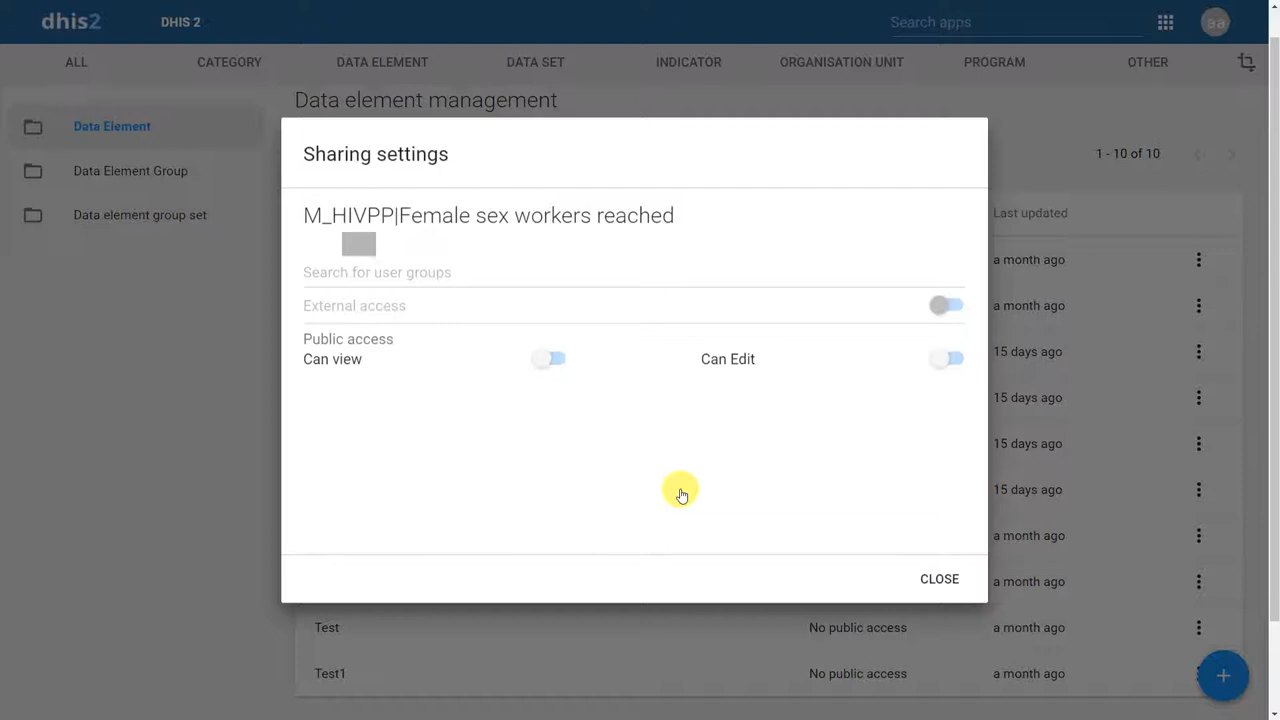 dhis2
DHIS 2
Search apps
aa
ALL
CATEGORY
DATA ELEMENT
DATA SET
INDICATOR
ORGANISATION UNIT
PROGRAM
OTHER
Data Element
Data Element Group
Data element group set
Data element management
1 - 10 of 10
Last updated
a month ago
a month ago
15 days ago
15 days ago
15 days ago
15 days ago
a month ago
a month ago
Test No public access a month ago
Test1 No public access a month ago
Sharing settings
M_HIVPP|Female sex workers reached
Search for user groups
External access
Public access
Can view
Can Edit
CLOSE